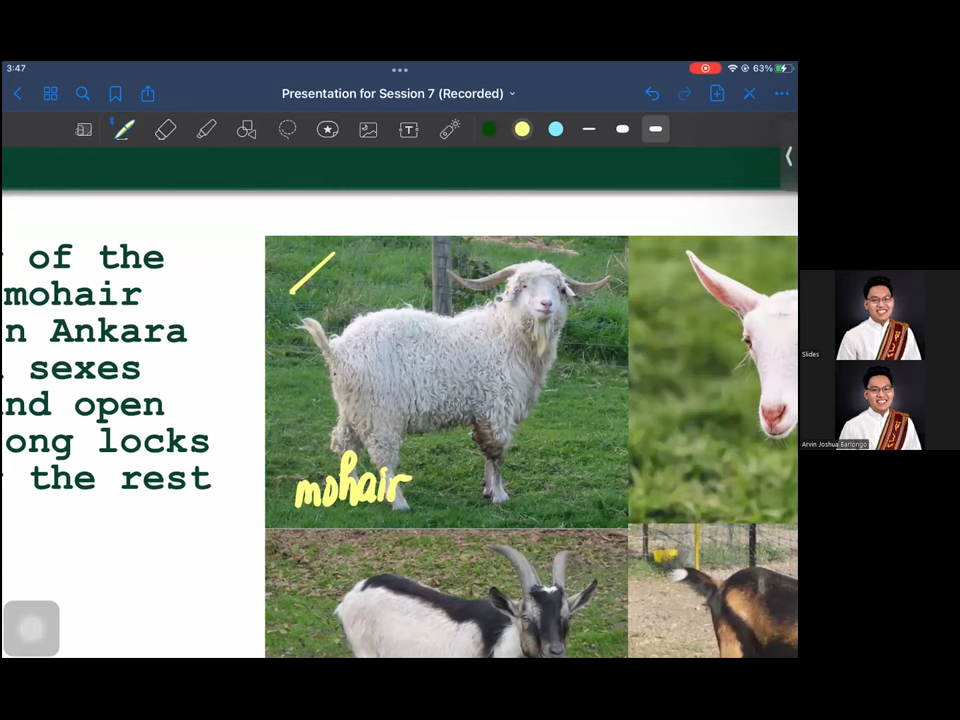 3:47
63%
Presentation for Session 7 (Recorded)
T
of the
mohair
n Ankara
sexes
nd open
ong locks
the rest
mohair
Slides
Arvin Joshua Bariongo